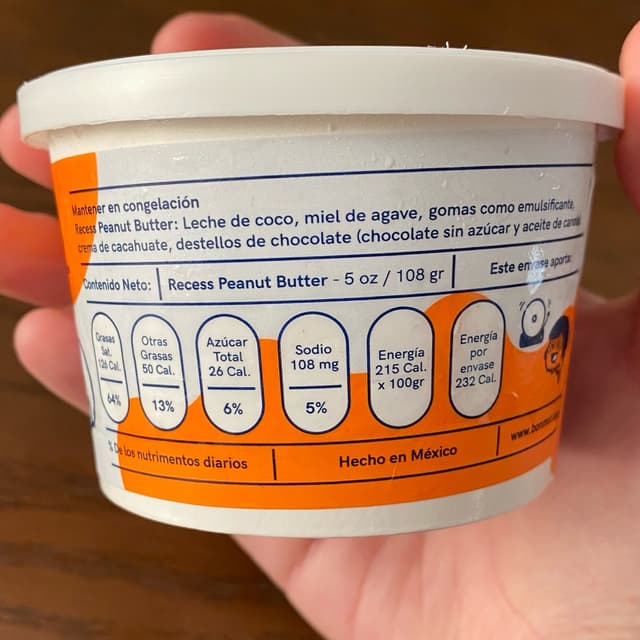 Mantener en congelación
Recess Peanut Butter: Leche de coco, miel de agave, gomas como emulsificante,
crema de cacahuate, destellos de chocolate (chocolate sin azúcar y aceite de
Contenido Neto:
Recess Peanut Butter - 5 oz / 108 gr
Este envase aporta:
Grasas
Sat.
126 Cal.
64%
Otras
Grasas
50 Cal.
13%
Azúcar
Total
26 Cal.
6%
Sodio
108 mg
5%
Energía
215 Cal.
x 100gr
Energía
por
envase
232 Cal.
% De los nutrimentos diarios
Hecho en México